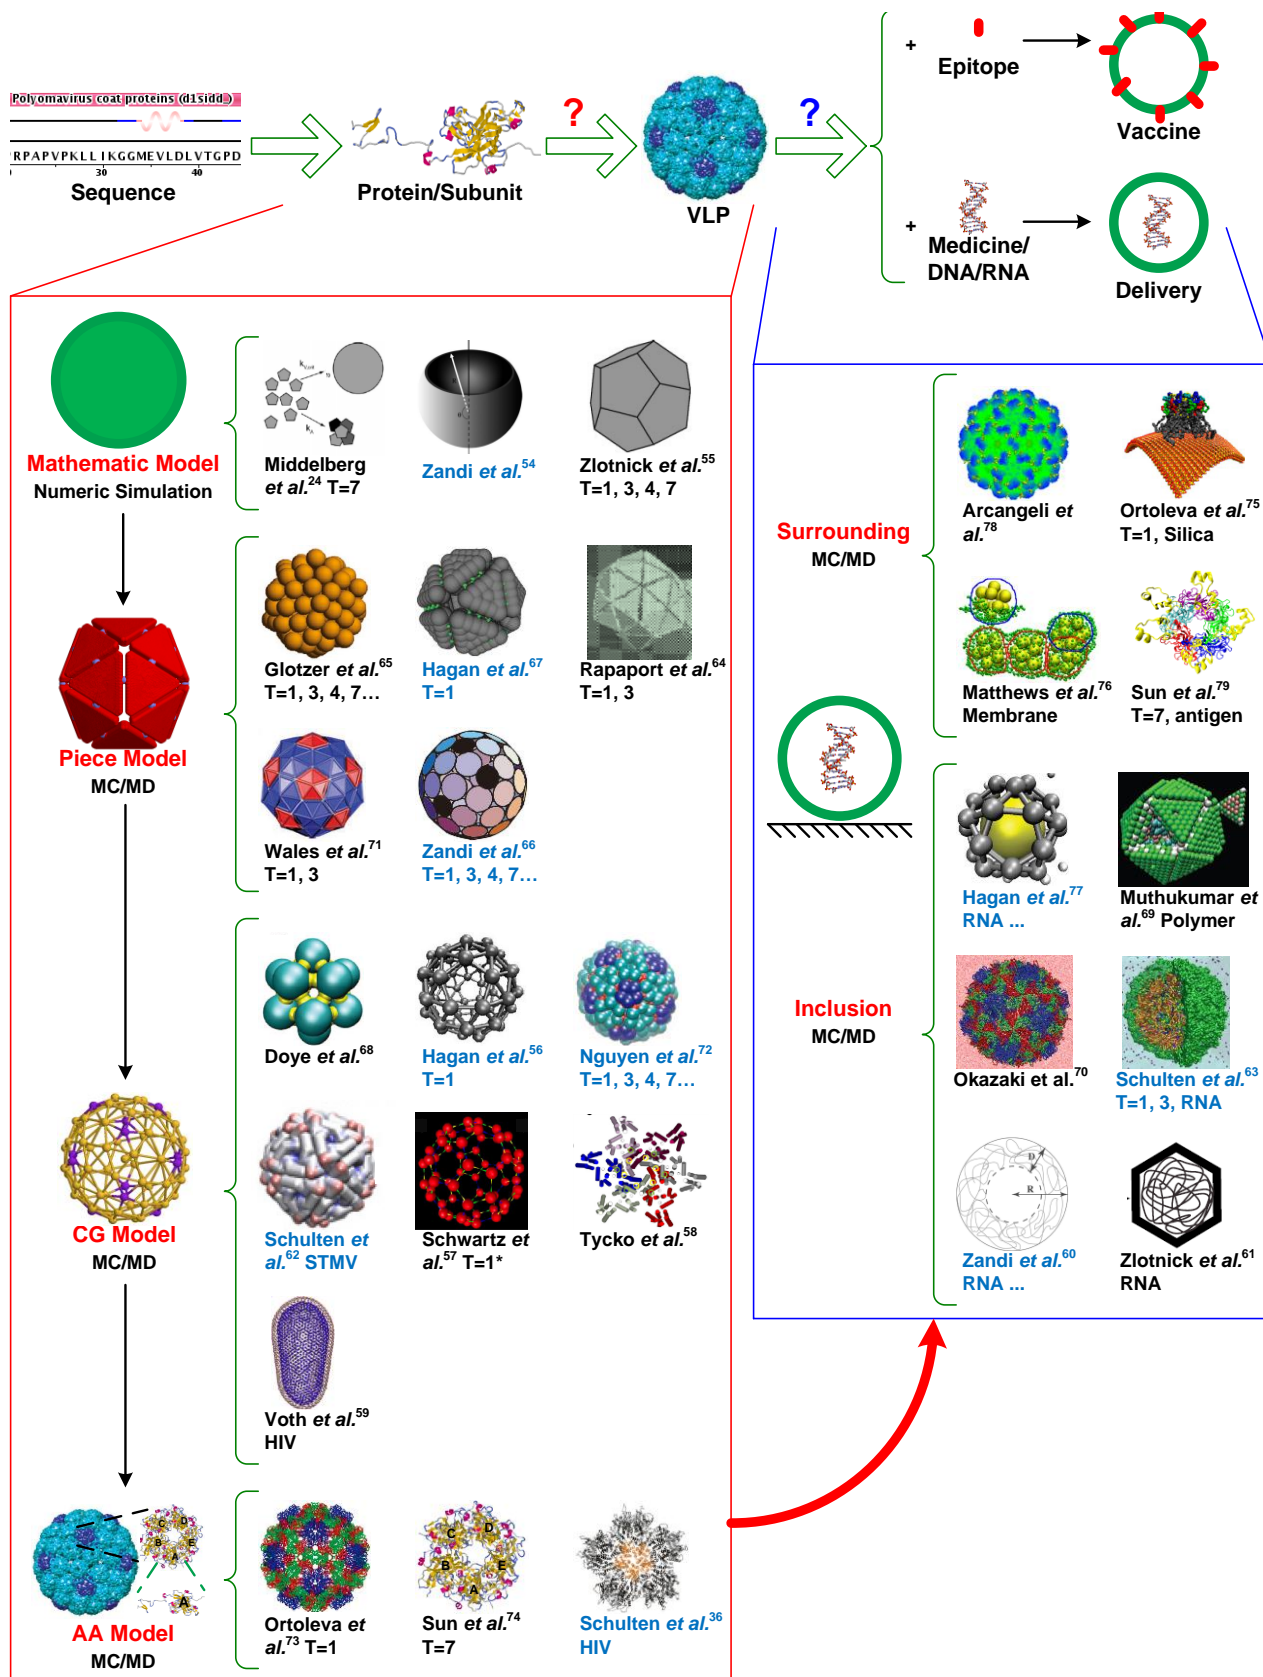 Polyomavirus coat proteins (d1sidd_)
RPAPVPKLLIKGGMEVLDLVTGPD
30 40
Sequence
Protein/Subunit
?
VLP
?
+
Epitope
Vaccine
+
Medicine/
DNA/RNA
Delivery
Mathematic Model
Numeric Simulation
Middelberg
et al.24 T=7
Zandi et al.54
Zlotnick et al.55
T=1, 3, 4, 7
Piece Model
MC/MD
Glotzer et al.65
T=1, 3, 4, 7...
Hagan et al.67
T=1
Rapaport et al.64
T=1, 3
Wales et al.71
T=1, 3
Zandi et al.66
T=1, 3, 4, 7...
CG Model
MC/MD
Doye et al.68
Hagan et al.56
T=1
Nguyen et al.72
T=1, 3, 4, 7...
Schulten et
al.62 STMV
Schwartz et
al.57 T=1*
Tycko et al.58
Voth et al.59
HIV
AA Model
MC/MD
C D
B E
A
A
Ortoleva et
al.73 T=1
C D
B E
A
Sun et al.74
T=7
Schulten et al.36
HIV
Surrounding
MC/MD
Arcangeli et
al.78
Ortoleva et al.75
T=1, Silica
Matthews et al.76
Membrane
Sun et al.79
T=7, antigen
Inclusion
MC/MD
Hagan et al.77
RNA ...
Muthukumar et
al.69 Polymer
Okazaki et al.70
Schulten et al.63
T=1, 3, RNA
D
R
Zandi et al.60
RNA ...
Zlotnick et al.61
RNA